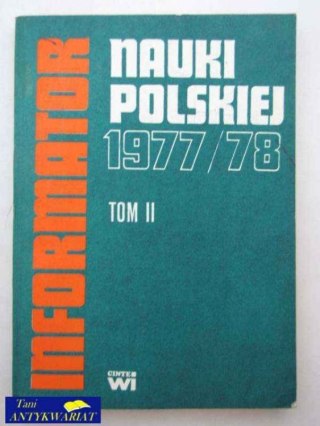 INFORMATOR
NAUKI
POLSKIEJ
1977/78
TOM II
CINTE
WI
Tani
ANTYKWARIAT